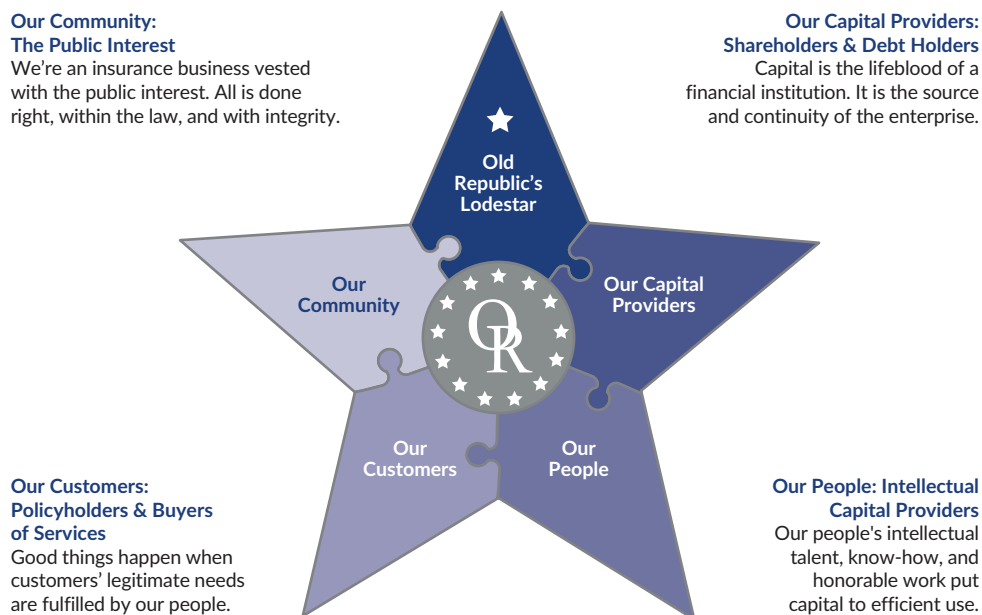 Our Community:
The Public Interest
We’re an insurance business vested
with the public interest. All is done
right, within the law, and with integrity.
Our Capital Providers:
Shareholders & Debt Holders
Capital is the lifeblood of a
financial institution. It is the source
and continuity of the enterprise.
Old
Republic’s
Lodestar
Our
Community
Our Capital
Providers
OR
Our
Customers
Our
People
Our Customers:
Policyholders & Buyers
of Services
Good things happen when
customers’ legitimate needs
are fulfilled by our people.
Our People: Intellectual
Capital Providers
Our people's intellectual
talent, know-how, and
honorable work put
capital to efficient use.